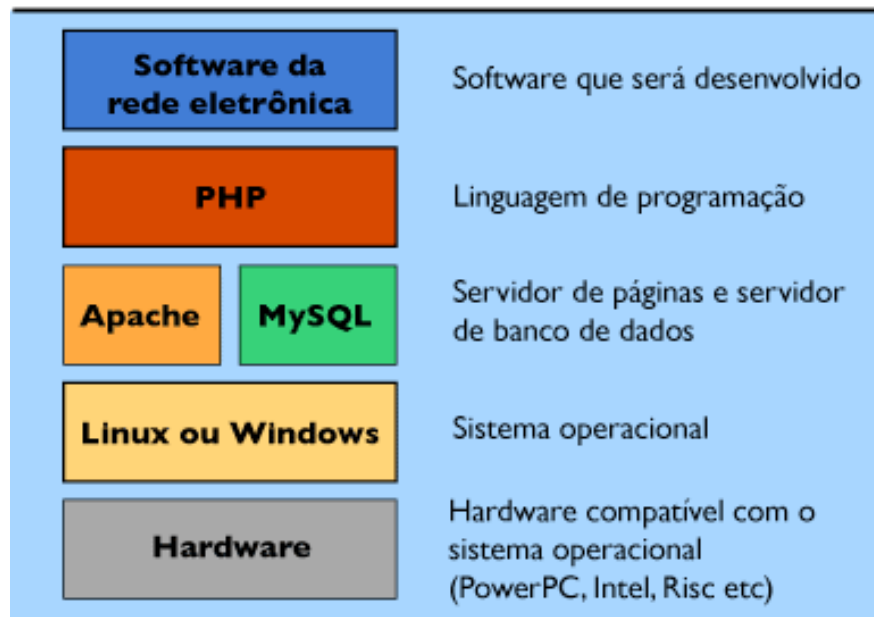 Software da
rede eletrônica
Software que será desenvolvido
PHP
Linguagem de programação
Apache
MySQL
Servidor de páginas e servidor
de banco de dados
Linux ou Windows
Sistema operacional
Hardware
Hardware compatível com o
sistema operacional
(PowerPC, Intel, Risc etc)